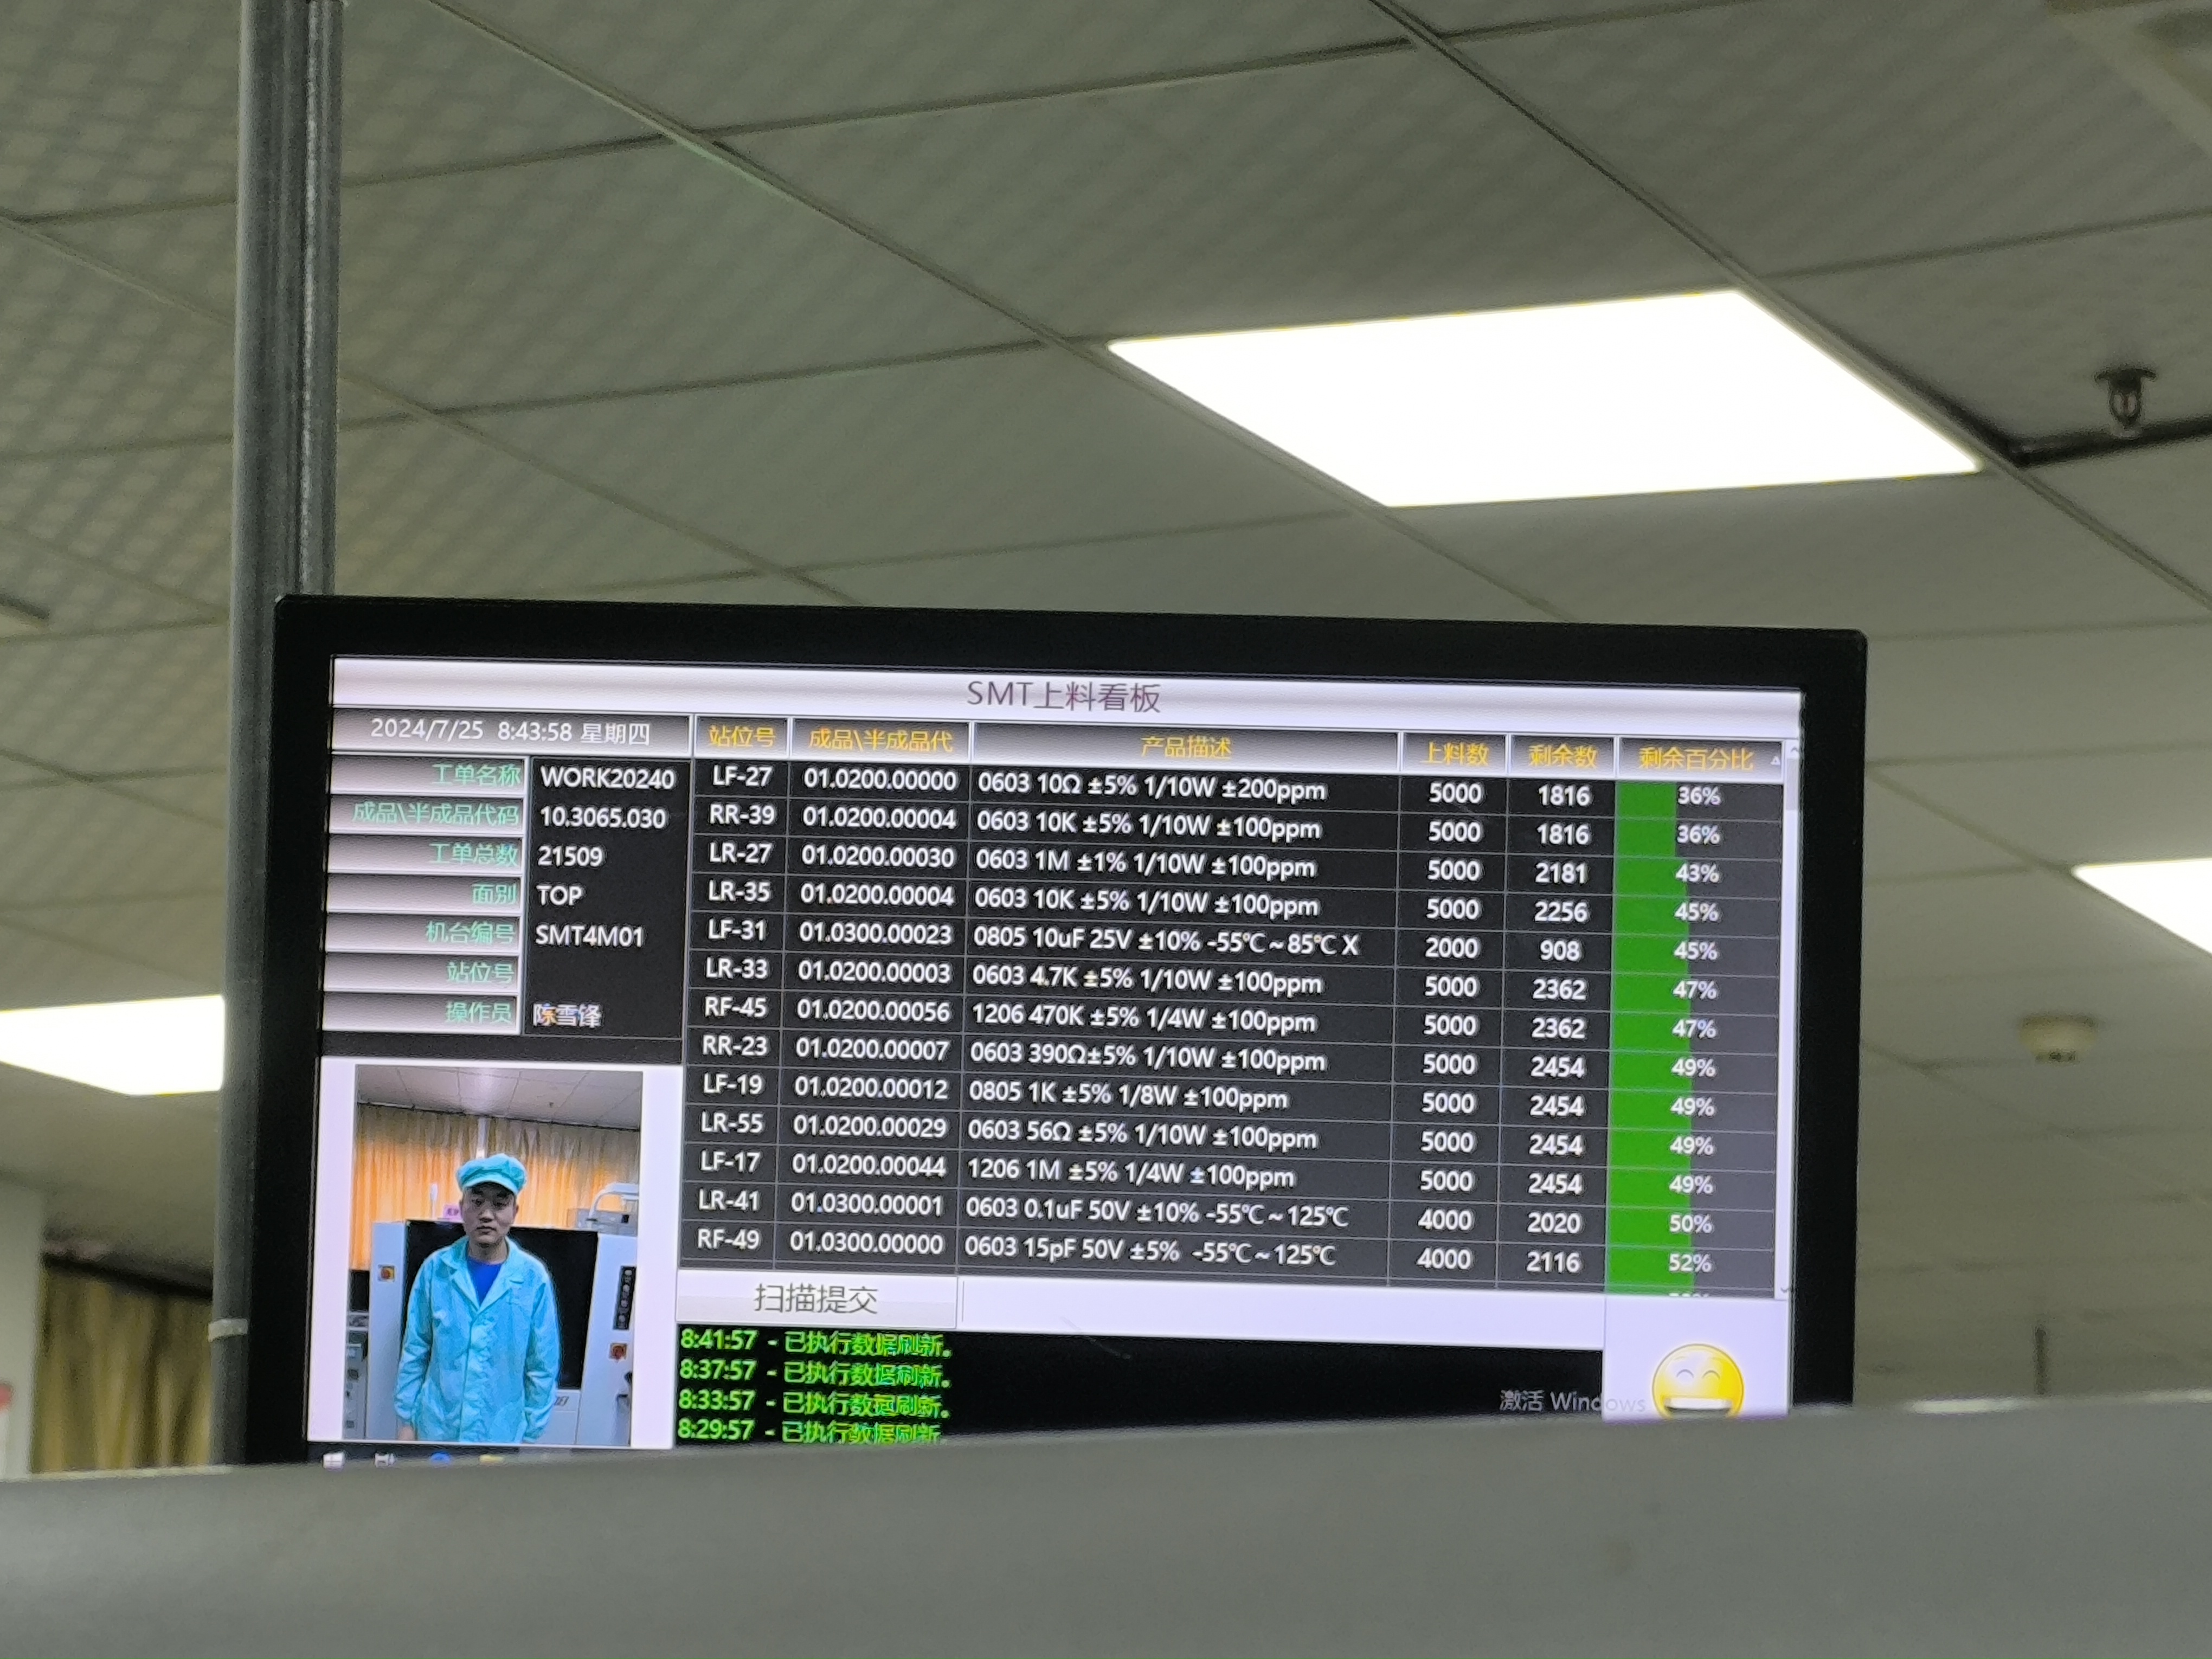 SMT上料看板
2024/7/25 8:43:58 星期四
工单名称 WORK20240
成品\半成品代码 10.3065.030
工单总数 21509
面别 TOP
机台编号 SMT4M01
站位号
操作员 陈雪锋
站位号 成品\半成品代 产品描述 上料数 剩余数 剩余百分比
LF-27 01.0200.00000 0603 10Ω ±5% 1/10W ±200ppm 5000 1816 36%
RR-39 01.0200.00004 0603 10K ±5% 1/10W ±100ppm 5000 1816 36%
LR-27 01.0200.00030 0603 1M ±1% 1/10W ±100ppm 5000 2181 43%
LR-35 01.0200.00004 0603 10K ±5% 1/10W ±100ppm 5000 2256 45%
LF-31 01.0300.00023 0805 10uF 25V ±10% -55℃~85℃ X 2000 908 45%
LR-33 01.0200.00003 0603 4.7K ±5% 1/10W ±100ppm 5000 2362 47%
RF-45 01.0200.00056 1206 470K ±5% 1/4W ±100ppm 5000 2362 47%
RR-23 01.0200.00007 0603 390Ω±5% 1/10W ±100ppm 5000 2454 49%
LF-19 01.0200.00012 0805 1K ±5% 1/8W ±100ppm 5000 2454 49%
LR-55 01.0200.00029 0603 56Ω ±5% 1/10W ±100ppm 5000 2454 49%
LF-17 01.0200.00044 1206 1M ±5% 1/4W ±100ppm 5000 2454 49%
LR-41 01.0300.00001 0603 0.1uF 50V ±10% -55℃~125℃ 4000 2020 50%
RF-49 01.0300.00000 0603 15pF 50V ±5% -55℃~125℃ 4000 2116 52%
扫描提交
8:41:57 - 已执行数据刷新。
8:37:57 - 已执行数据刷新。
8:33:57 - 已执行数据刷新。
8:29:57 - 已执行数据刷新.
激活 Windows